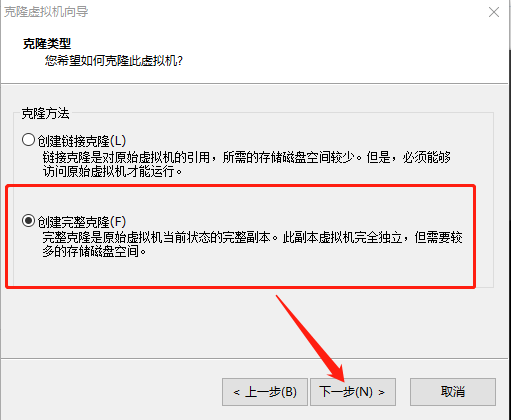 克隆虚拟机向导
克隆类型
您希望如何克隆此虚拟机?
克隆方法
创建链接克隆(L)
链接克隆是对原始虚拟机的引用，所需的存储磁盘空间较少。但是，必须能够
访问原始虚拟机才能运行。
创建完整克隆(F)
完整克隆是原始虚拟机当前状态的完整副本。此副本虚拟机完全独立，但需要较
多的存储磁盘空间。
< 上一步(B)
下一步(N) >
取消